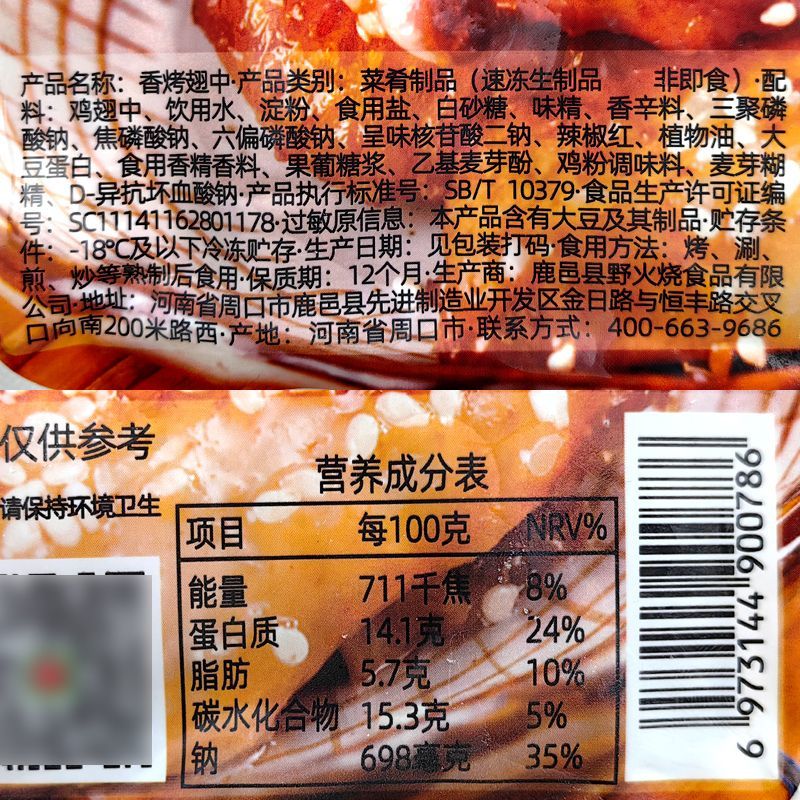 产品名称：香烤翅中·产品类别：菜肴制品（速冻生制品 非即食）·配
料：鸡翅中、饮用水、淀粉、食用盐、白砂糖、味精、香辛料、三聚磷
酸钠、焦磷酸钠、六偏磷酸钠、呈味核苷酸二钠、辣椒红、植物油、大
豆蛋白、食用香精香料、果葡糖浆、乙基麦芽酚、鸡粉调味料、麦芽糊
精、D-异抗坏血酸钠·产品执行标准号：SB/T 10379·食品生产许可证编
号：SC11141162801178·过敏原信息：本产品含有大豆及其制品·贮存条
件：-18℃及以下冷冻贮存·生产日期：见包装打码·食用方法：烤、涮、
煎、炒等熟制后食用·保质期：12个月·生产商：鹿邑县野火烧食品有限
公司·地址：河南省周口市鹿邑县先进制造业开发区金日路与恒丰路交叉
口向南200米路西·产地：河南省周口市·联系方式：400-663-9686
仅供参考
请保持环境卫生
营养成分表
项目 每100克 NRV%
能量 711千焦 8%
蛋白质 14.1克 24%
脂肪 5.7克 10%
碳水化合物 15.3克 5%
钠 698毫克 35%
6 973144 900786